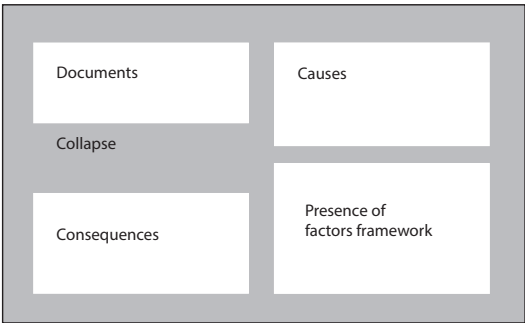 Documents
Collapse
Consequences
Causes
Presence of
factors framework